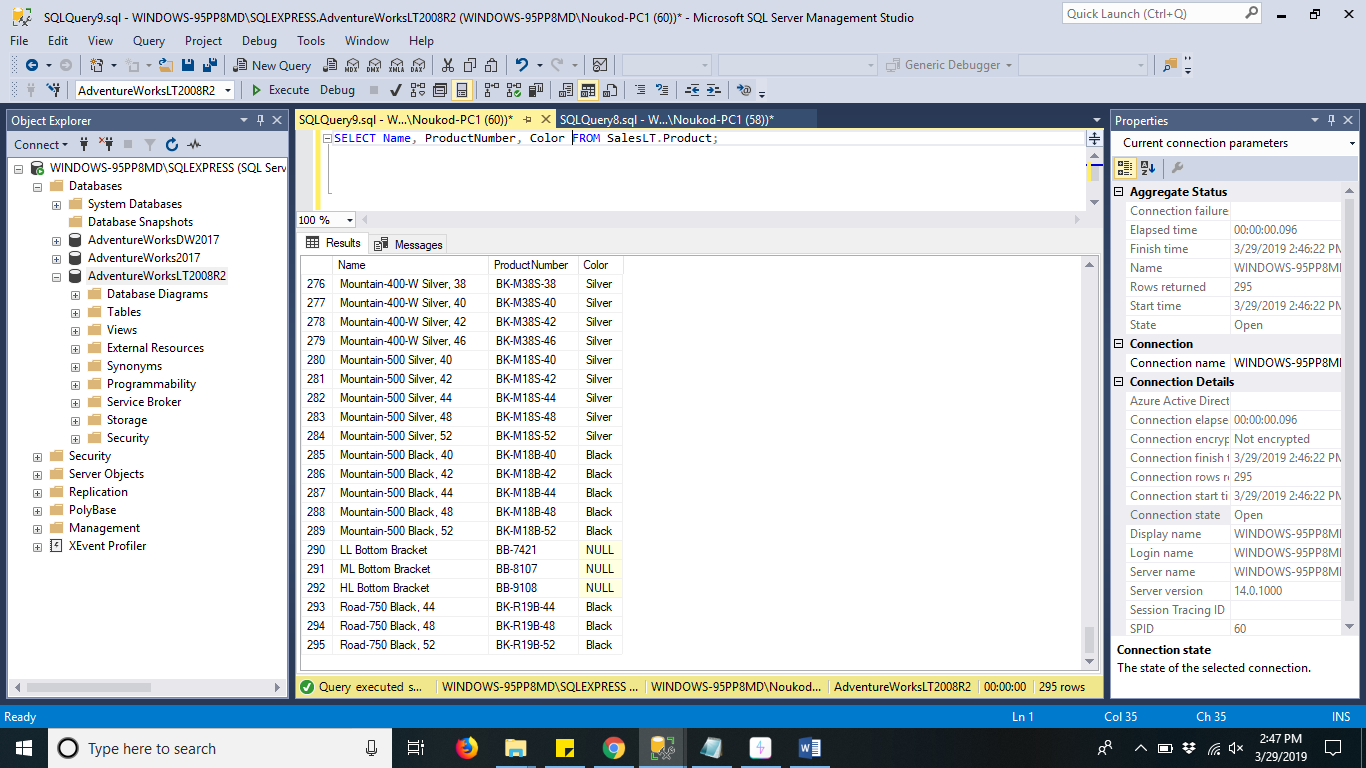 SQLQuery9.sql - WINDOWS-95PP8MD\SQLEXPRESS.AdventureWorksLT2008R2 (WINDOWS-95PP8MD\Noukod-PC1 (60))* - Microsoft SQL Server Management Studio
Quick Launch (Ctrl+Q)
File Edit View Query Project Debug Tools Window Help
New Query MDX DMX XMLA DAX Generic Debugger
AdventureWorksLT2008R2 Execute Debug
Object Explorer
Connect
WINDOWS-95PP8MD\SQLEXPRESS (SQL Serv
Databases
System Databases
Database Snapshots
AdventureWorksDW2017
AdventureWorks2017
AdventureWorksLT2008R2
Database Diagrams
Tables
Views
External Resources
Synonyms
Programmability
Service Broker
Storage
Security
Security
Server Objects
Replication
PolyBase
Management
XEvent Profiler
SQLQuery9.sql - W...\Noukod-PC1 (60))* SQLQuery8.sql - W...\Noukod-PC1 (58))*
SELECT Name, ProductNumber, Color FROM SalesLT.Product;
100 %
Results Messages
Name ProductNumber Color
276 Mountain-400-W Silver, 38 BK-M38S-38 Silver
277 Mountain-400-W Silver, 40 BK-M38S-40 Silver
278 Mountain-400-W Silver, 42 BK-M38S-42 Silver
279 Mountain-400-W Silver, 46 BK-M38S-46 Silver
280 Mountain-500 Silver, 40 BK-M18S-40 Silver
281 Mountain-500 Silver, 42 BK-M18S-42 Silver
282 Mountain-500 Silver, 44 BK-M18S-44 Silver
283 Mountain-500 Silver, 48 BK-M18S-48 Silver
284 Mountain-500 Silver, 52 BK-M18S-52 Silver
285 Mountain-500 Black, 40 BK-M18B-40 Black
286 Mountain-500 Black, 42 BK-M18B-42 Black
287 Mountain-500 Black, 44 BK-M18B-44 Black
288 Mountain-500 Black, 48 BK-M18B-48 Black
289 Mountain-500 Black, 52 BK-M18B-52 Black
290 LL Bottom Bracket BB-7421 NULL
291 ML Bottom Bracket BB-8107 NULL
292 HL Bottom Bracket BB-9108 NULL
293 Road-750 Black, 44 BK-R19B-44 Black
294 Road-750 Black, 48 BK-R19B-48 Black
295 Road-750 Black, 52 BK-R19B-52 Black
Query executed s... WINDOWS-95PP8MD\SQLEXPRESS ... WINDOWS-95PP8MD\Noukod... AdventureWorksLT2008R2 00:00:00 295 rows
Properties
Current connection parameters
Aggregate Status
Connection failure
Elapsed time 00:00:00.096
Finish time 3/29/2019 2:46:22 PM
Name WINDOWS-95PP8MI
Rows returned 295
Start time 3/29/2019 2:46:22 PM
State Open
Connection
Connection name WINDOWS-95PP8MI
Connection Details
Azure Active Direct
Connection elapse 00:00:00.096
Connection encryp Not encrypted
Connection finish t 3/29/2019 2:46:22 PM
Connection rows r 295
Connection start ti 3/29/2019 2:46:22 PM
Connection state Open
Display name WINDOWS-95PP8MI
Login name WINDOWS-95PP8MI
Server name WINDOWS-95PP8MI
Server version 14.0.1000
Session Tracing ID
SPID 60
Connection state
The state of the selected connection.
Ready Ln 1 Col 35 Ch 35 INS
Type here to search
2:47 PM
3/29/2019